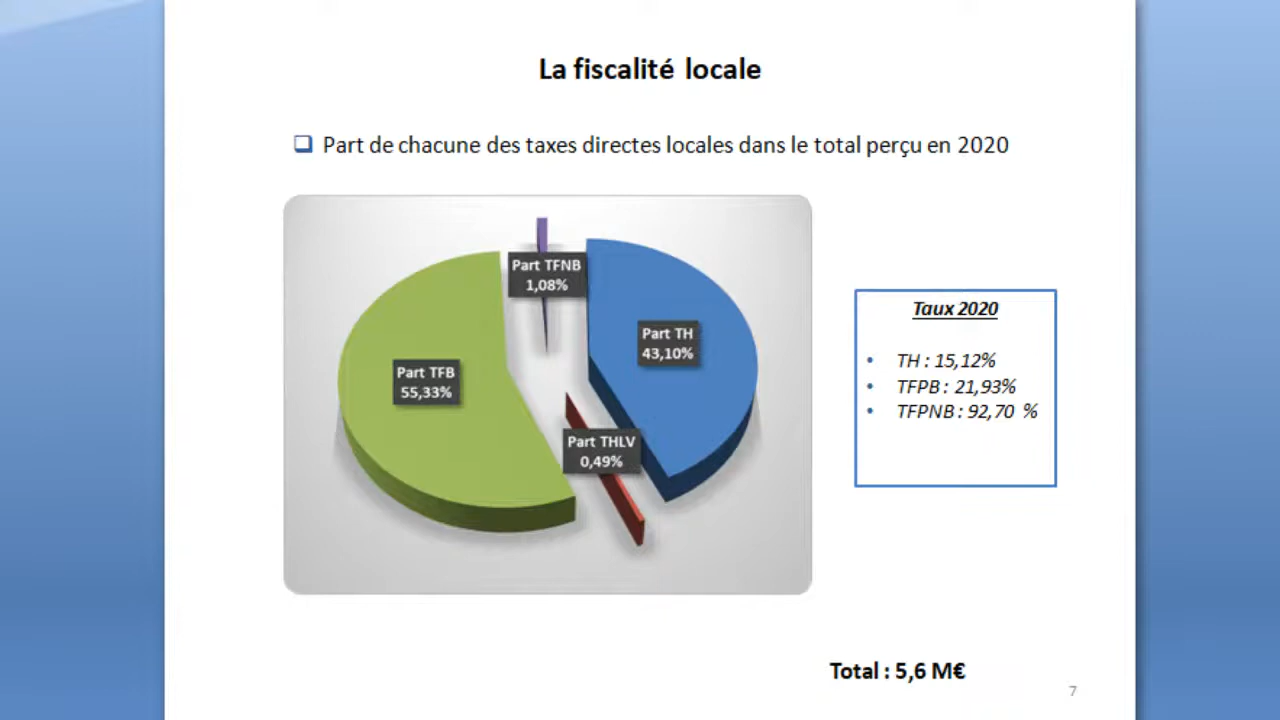 La fiscalité locale
Part de chacune des taxes directes locales dans le total perçu en 2020
Part TFNB
1,08%
Part TH
43,10%
Part TFB
55,33%
Part THLV
0,49%
Taux 2020
• TH : 15,12%
• TFPB : 21,93%
• TFPNB : 92,70 %
Total : 5,6 M€
7